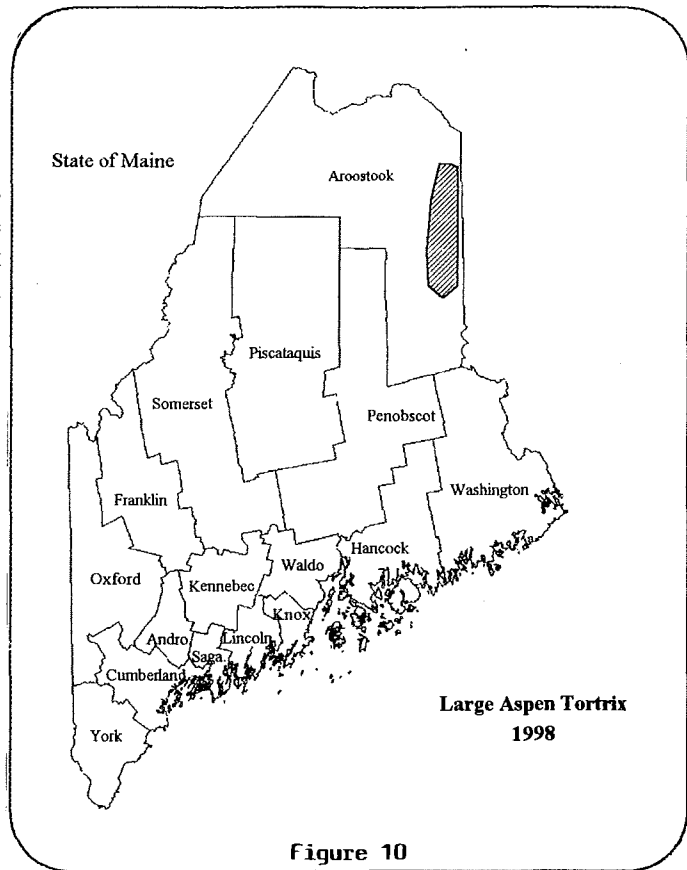 State of Maine
Aroostook
Piscataquis
Somerset
Penobscot
Franklin
Washington
Oxford
Kennebec
Waldo
Hancock
Knox
Andro
Lincoln
Saga.
Cumberland
York
Large Aspen Tortrix
1998
Figure 10